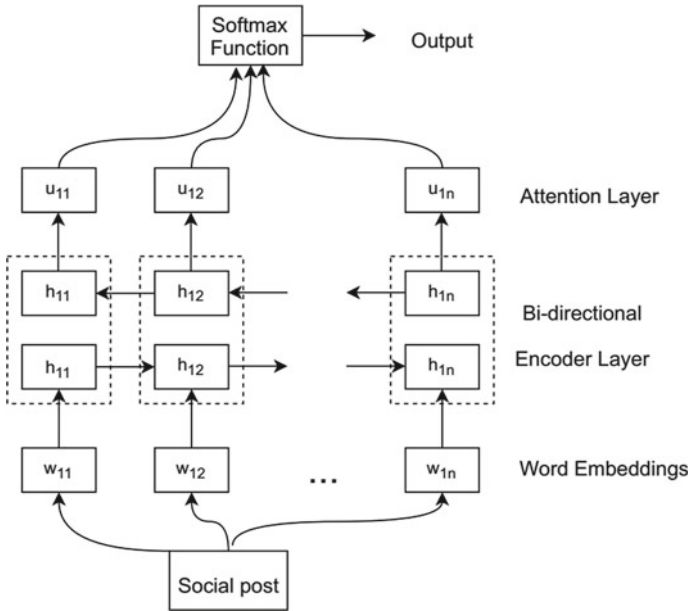 Softmax
Function
Output
u₁₁ u₁₂ u₁ₙ Attention Layer
h₁₁ h₁₂ h₁ₙ
Bi-directional
h₁₁ h₁₂ h₁ₙ Encoder Layer
w₁₁ w₁₂ ... w₁ₙ Word Embeddings
Social post